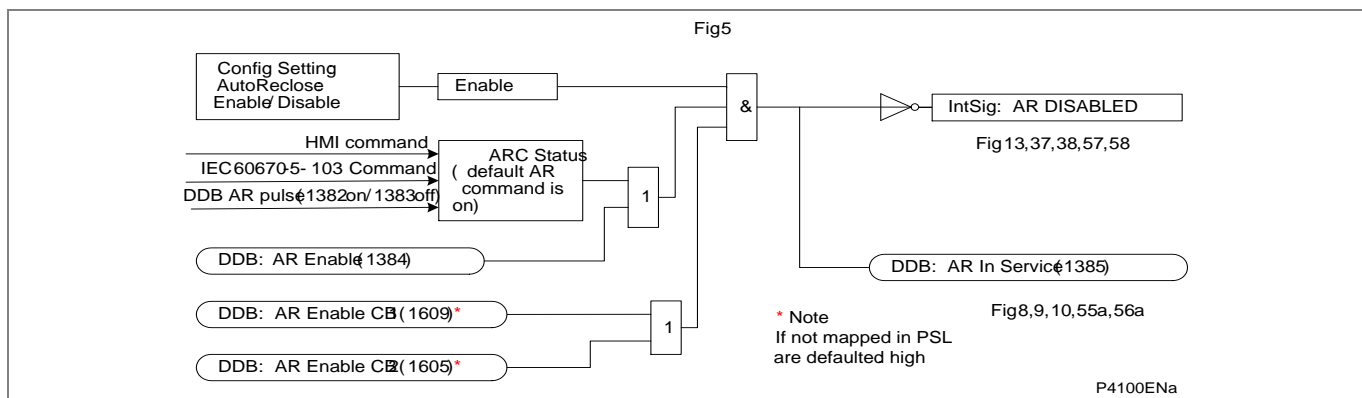 Fig5
Config Setting
AutoReclose
Enable/Disable
Enable
&
IntSig: AR DISABLED
Fig13,37,38,57,58
HMI command
IEC60670-5-103 Command
DDB AR pulse(1382on/1383off)
ARC Status
( default AR
command is
on)
1
DDB: AR Enable(1384)
DDB: AR In Service(1385)
Fig8,9,10,55a,56a
DDB: AR Enable CB1(1609)*
1
DDB: AR Enable CB2(1605)*
* Note
If not mapped in PSL
are defaulted high
P4100ENa